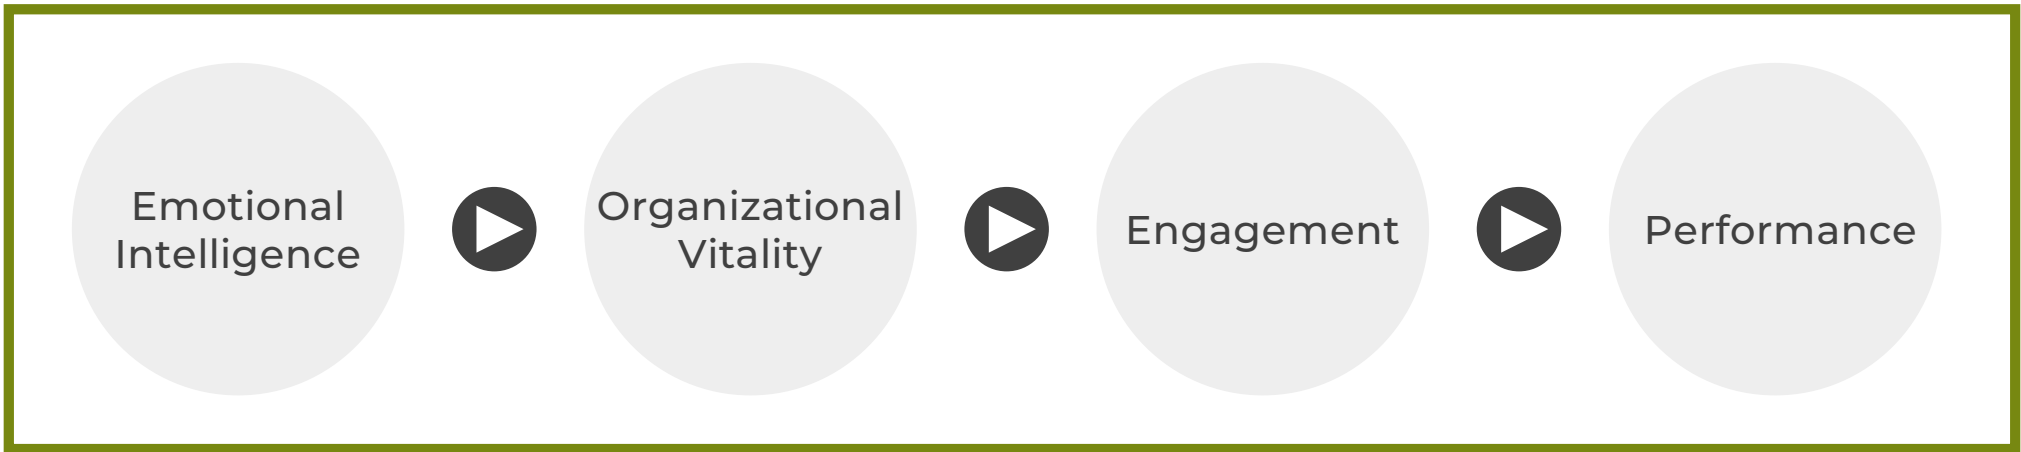 Emotional
Intelligence
Organizational
Vitality
Engagement
Performance